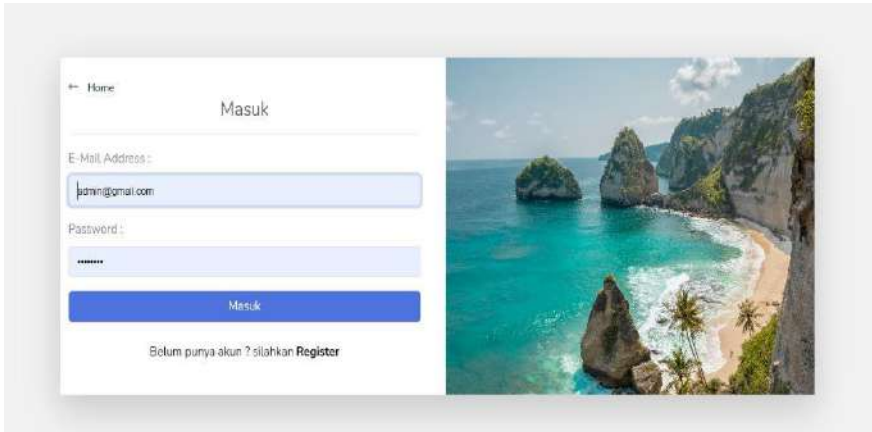 ← Home
Masuk
E-Mail Address :
admin@gmail.com
Password :
••••••••
Masuk
Belum punya akun ? silahkan Register